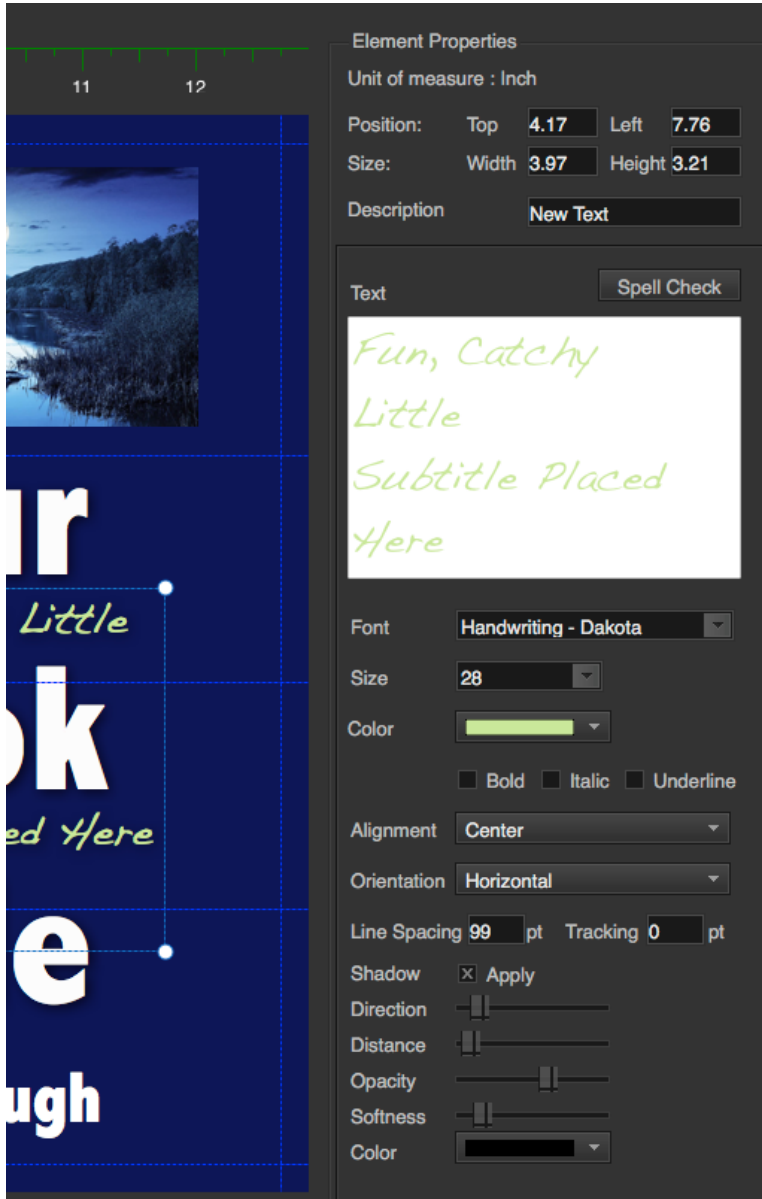 11 12
ur
Little
ok
ed Here
e
ugh
Element Properties
Unit of measure : Inch
Position: Top 4.17 Left 7.76
Size: Width 3.97 Height 3.21
Description New Text
Text Spell Check
Fun, Catchy
Little
Subtitle Placed
Here
Font Handwriting - Dakota
Size 28
Color
Bold Italic Underline
Alignment Center
Orientation Horizontal
Line Spacing 99 pt Tracking 0 pt
Shadow X Apply
Direction
Distance
Opacity
Softness
Color